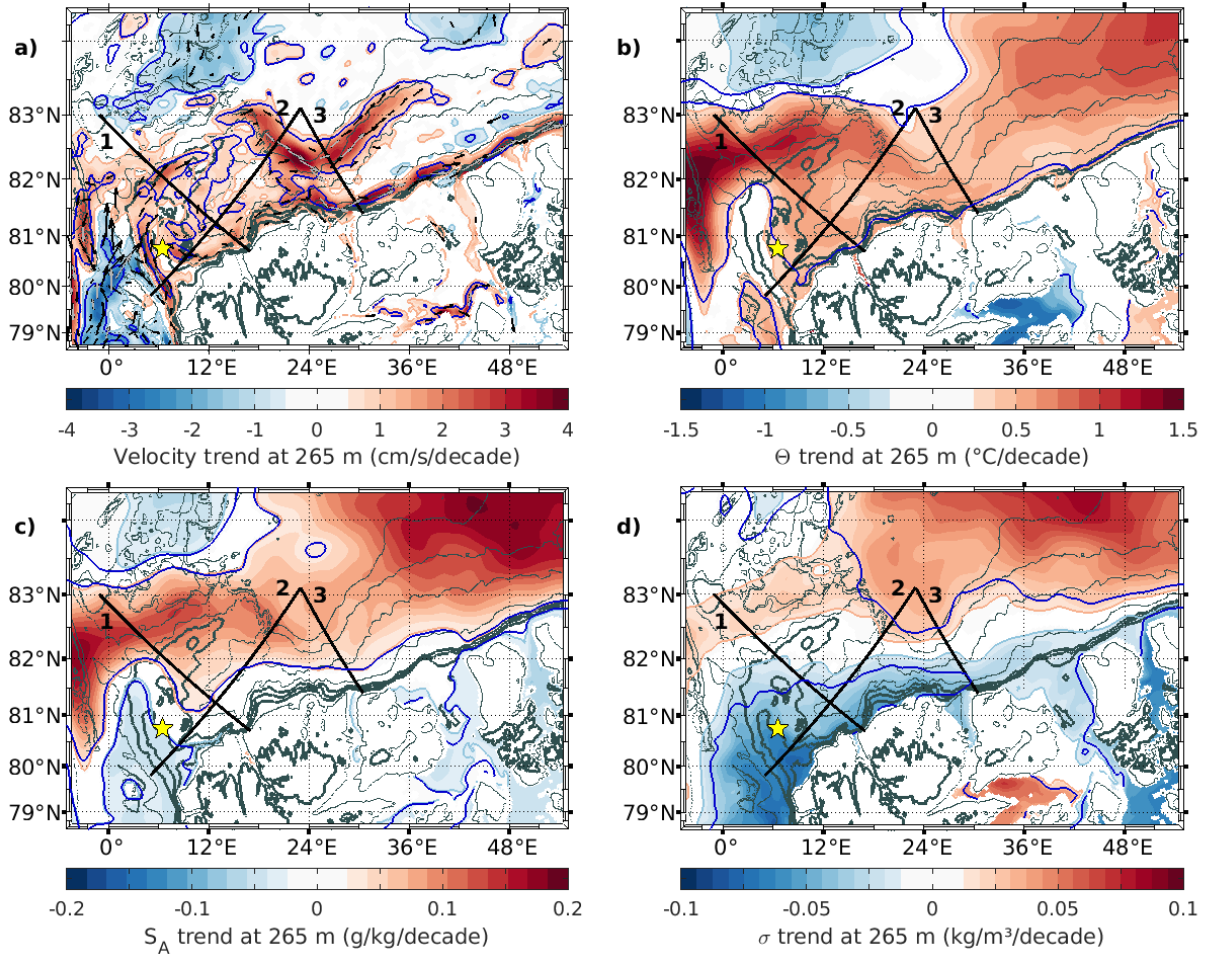 a)
83°N
82°N
81°N
80°N
79°N
1
2
3
0° 12°E 24°E 36°E 48°E
-4 -3 -2 -1 0 1 2 3 4
Velocity trend at 265 m (cm/s/decade)
b)
83°N
82°N
81°N
80°N
79°N
1
2
3
0° 12°E 24°E 36°E 48°E
-1.5 -1 -0.5 0 0.5 1 1.5
Θ trend at 265 m (°C/decade)
c)
83°N
82°N
81°N
80°N
79°N
1
2
3
0° 12°E 24°E 36°E 48°E
-0.2 -0.1 0 0.1 0.2
S_A trend at 265 m (g/kg/decade)
d)
83°N
82°N
81°N
80°N
79°N
1
2
3
0° 12°E 24°E 36°E 48°E
-0.1 -0.05 0 0.05 0.1
σ trend at 265 m (kg/m³/decade)